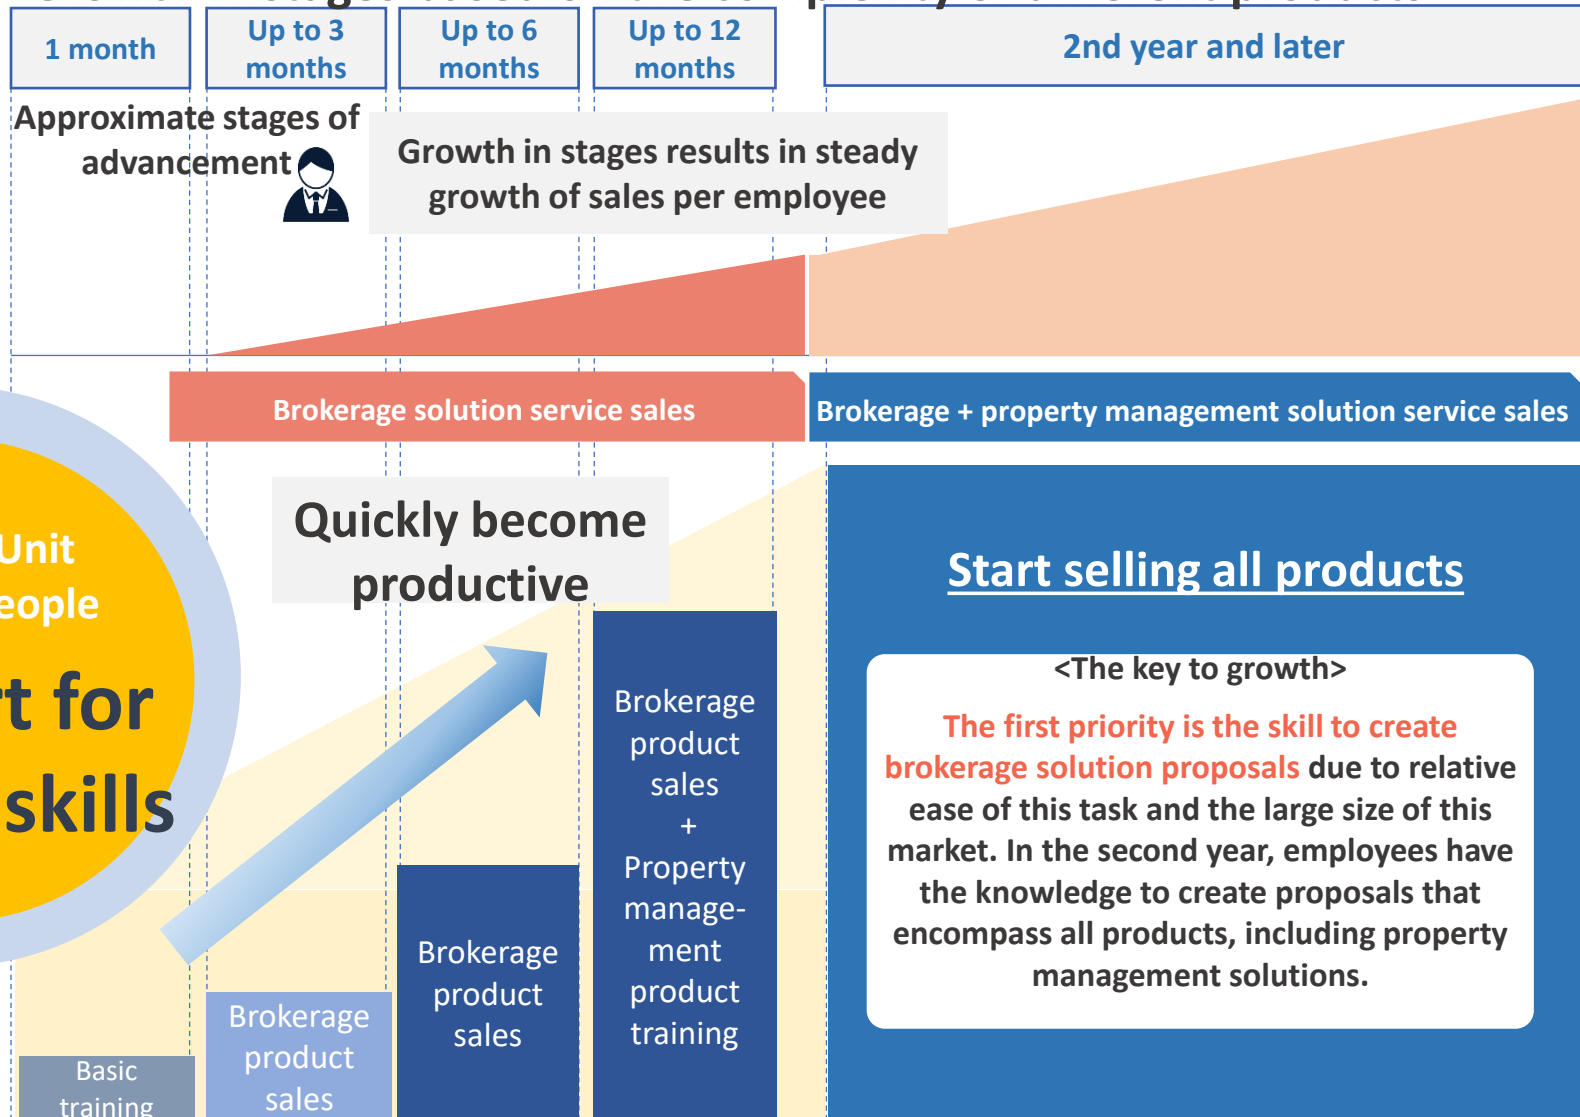 1 month
Up to 3
months
Up to 6
months
Up to 12
months
2nd year and later
Approximate stages of
advancement
Growth in stages results in steady
growth of sales per employee
Brokerage solution service sales
Brokerage + property management solution service sales
Unit
eople
t for
skills
Quickly become
productive
Basic
training
Brokerage
product
sales
Brokerage
product
sales
Brokerage
product
sales
+
Property
manage-
ment
product
training
Start selling all products
<The key to growth>
The first priority is the skill to create
brokerage solution proposals due to relative
ease of this task and the large size of this
market. In the second year, employees have
the knowledge to create proposals that
encompass all products, including property
management solutions.